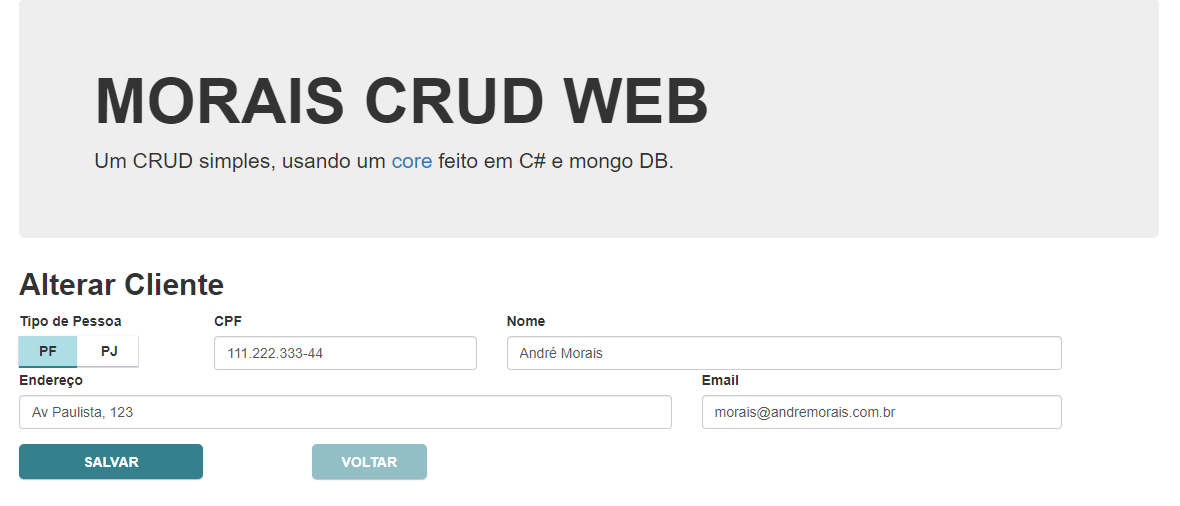 MORAIS CRUD WEB
Um CRUD simples, usando um core feito em C# e mongo DB.
Alterar Cliente
Tipo de Pessoa CPF Nome
PF PJ 111.222.333-44 André Morais
Endereço Email
Av Paulista, 123 morais@andremorais.com.br
SALVAR VOLTAR